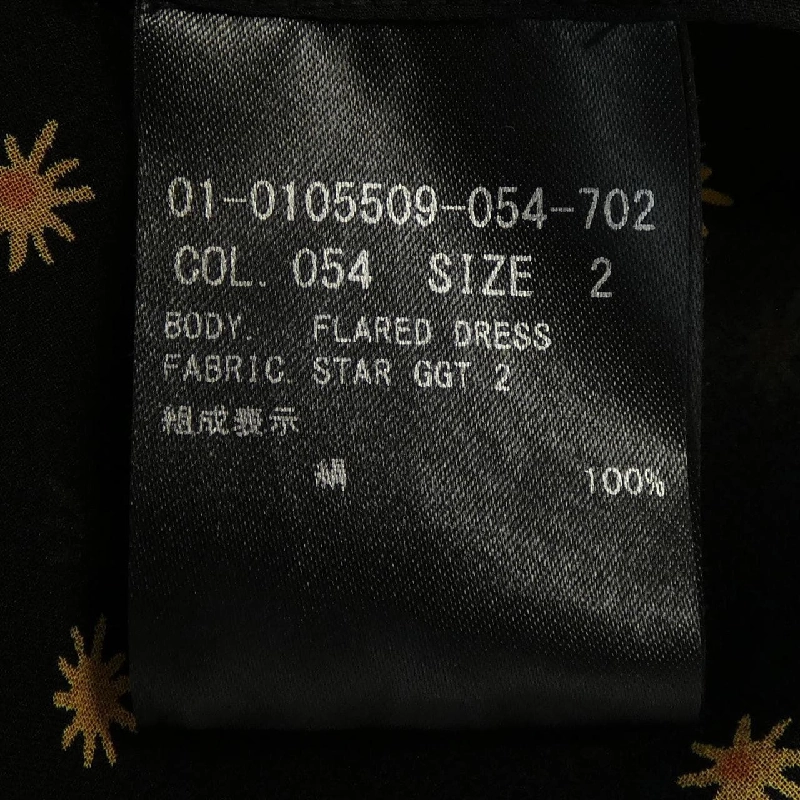 01-0105509-054-702
COL. 054 SIZE 2
BODY. FLARED DRESS
FABRIC. STAR GGT 2
組成表示
絹 100%